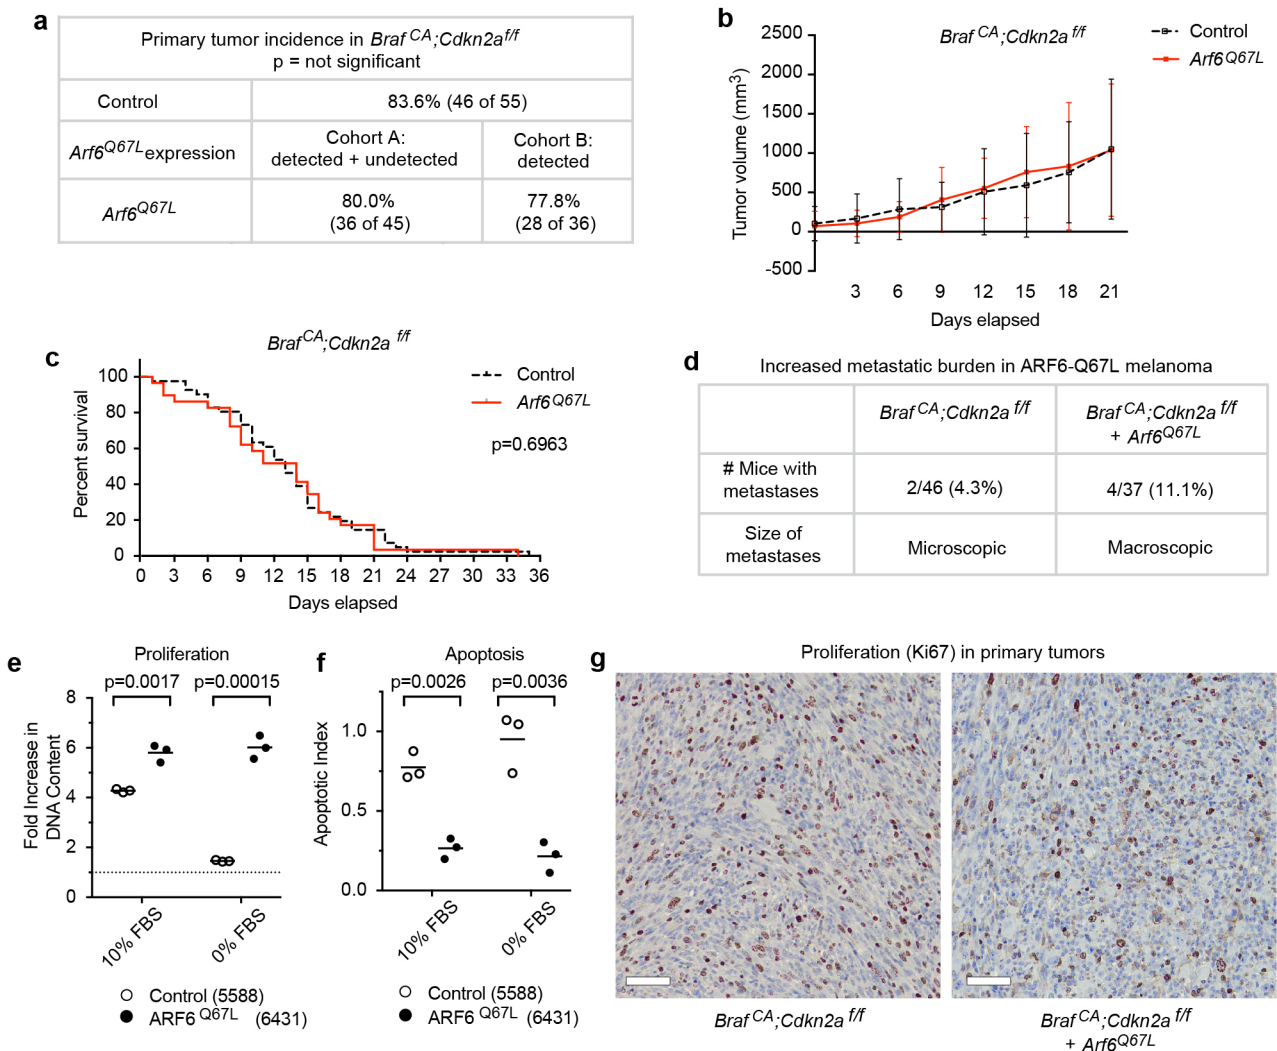 a
Primary tumor incidence in Braf CA;Cdkn2a f/f
p = not significant
Control
83.6% (46 of 55)
Arf6Q67L expression
Cohort A:
detected + undetected
Cohort B:
detected
Arf6Q67L
80.0%
(36 of 45)
77.8%
(28 of 36)
b
Braf CA;Cdkn2a f/f
Control
Arf6Q67L
Tumor volume (mm3)
2500
2000
1500
1000
500
0
-500
3 6 9 12 15 18 21
Days elapsed
c
Braf CA;Cdkn2a f/f
Control
Arf6Q67L
p=0.6963
Percent survival
100
80
60
40
20
0
0 3 6 9 12 15 18 21 24 27 30 33 36
Days elapsed
d
Increased metastatic burden in ARF6-Q67L melanoma
Braf CA;Cdkn2a f/f
Braf CA;Cdkn2a f/f
+ Arf6Q67L
# Mice with
metastases
2/46 (4.3%)
4/37 (11.1%)
Size of
metastases
Microscopic
Macroscopic
e
Proliferation
p=0.0017 p=0.00015
Fold Increase in
DNA Content
8
6
4
2
0
10% FBS
0% FBS
Control (5588)
ARF6 Q67L (6431)
f
Apoptosis
p=0.0026 p=0.0036
Apoptotic Index
1.0
0.5
0.0
10% FBS
0% FBS
Control (5588)
ARF6 Q67L (6431)
g
Proliferation (Ki67) in primary tumors
Braf CA;Cdkn2a f/f
Braf CA;Cdkn2a f/f
+ Arf6Q67L